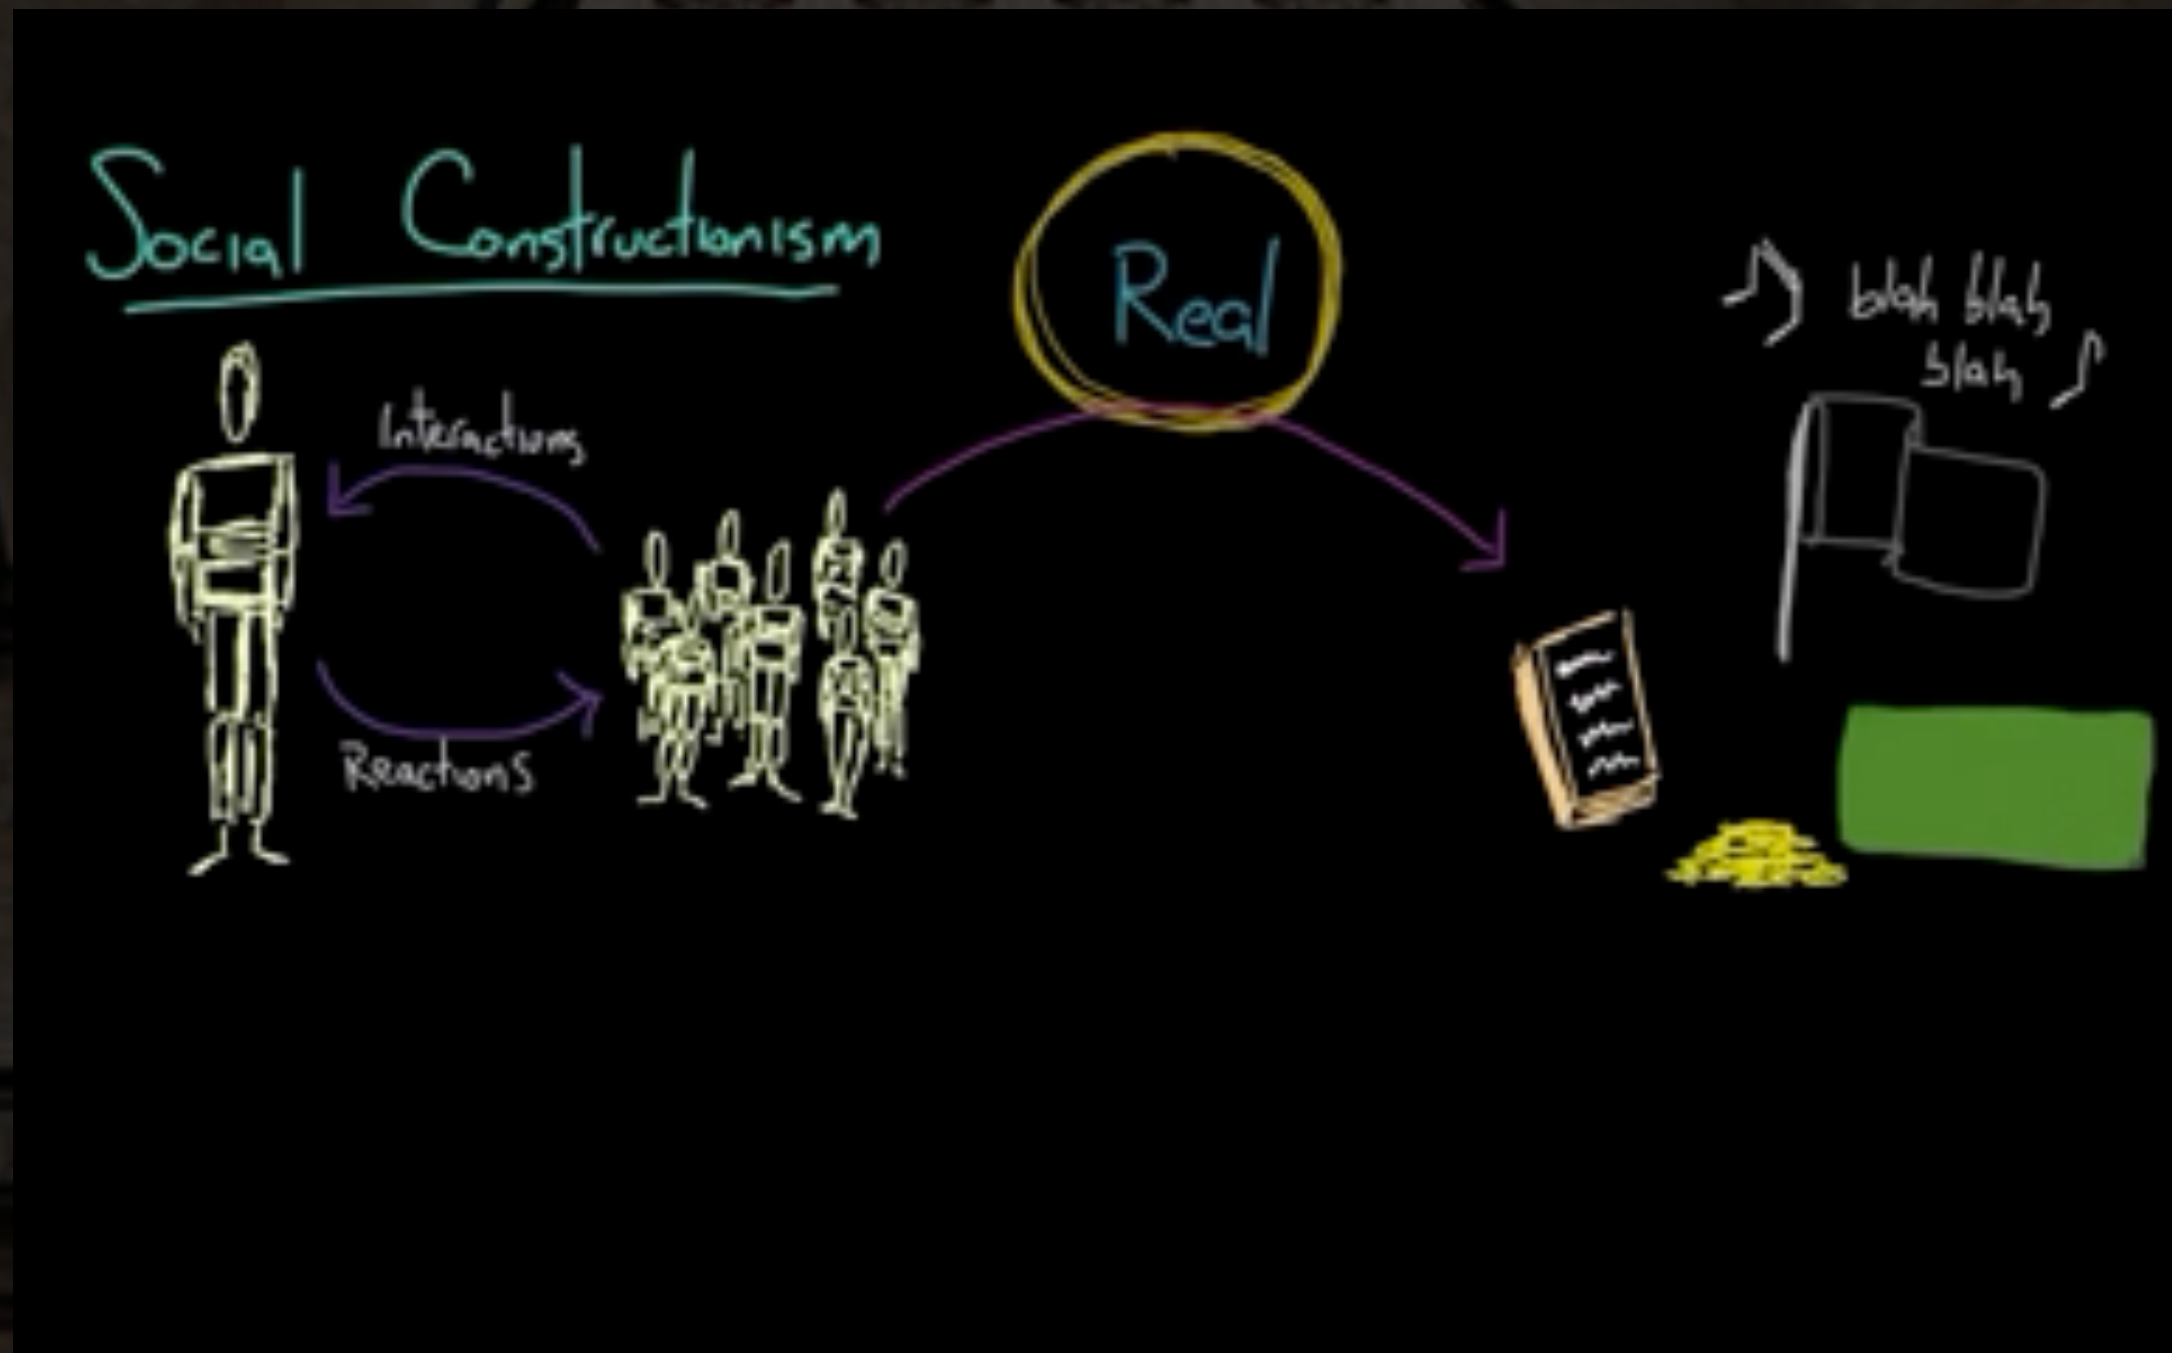 Social Constructionism
Real
blah blah
blah
Interactions
Reactions